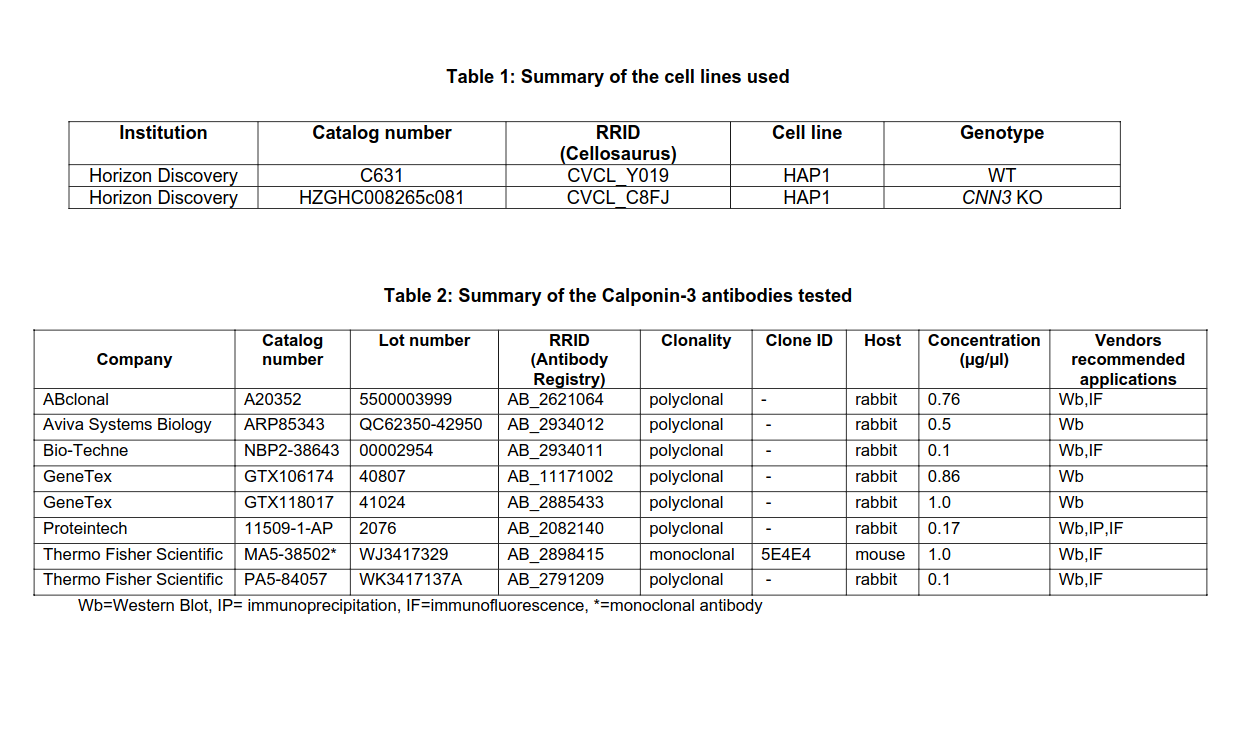 Table 1: Summary of the cell lines used
Institution Catalog number RRID (Cellosaurus) Cell line Genotype
Horizon Discovery C631 CVCL_Y019 HAP1 WT
Horizon Discovery HZGHC008265c081 CVCL_C8FJ HAP1 CNN3 KO
Table 2: Summary of the Calponin-3 antibodies tested
Company Catalog number Lot number RRID (Antibody Registry) Clonality Clone ID Host Concentration (µg/µl) Vendors recommended applications
ABclonal A20352 5500003999 AB_2621064 polyclonal - rabbit 0.76 Wb,IF
Aviva Systems Biology ARP85343 QC62350-42950 AB_2934012 polyclonal - rabbit 0.5 Wb
Bio-Techne NBP2-38643 00002954 AB_2934011 polyclonal - rabbit 0.1 Wb,IF
GeneTex GTX106174 40807 AB_11171002 polyclonal - rabbit 0.86 Wb
GeneTex GTX118017 41024 AB_2885433 polyclonal - rabbit 1.0 Wb
Proteintech 11509-1-AP 2076 AB_2082140 polyclonal - rabbit 0.17 Wb,IP,IF
Thermo Fisher Scientific MA5-38502* WJ3417329 AB_2898415 monoclonal 5E4E4 mouse 1.0 Wb,IF
Thermo Fisher Scientific PA5-84057 WK3417137A AB_2791209 polyclonal - rabbit 0.1 Wb,IF
Wb=Western Blot, IP= immunoprecipitation, IF=immunofluorescence, *=monoclonal antibody